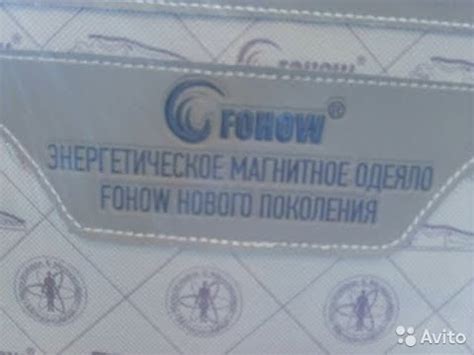 FOHOW®
ЭНЕРГЕТИЧЕСКОЕ МАГНИТНОЕ ОДЕЯЛО
FOHOW НОВОГО ПОКОЛЕНИЯ
Avito